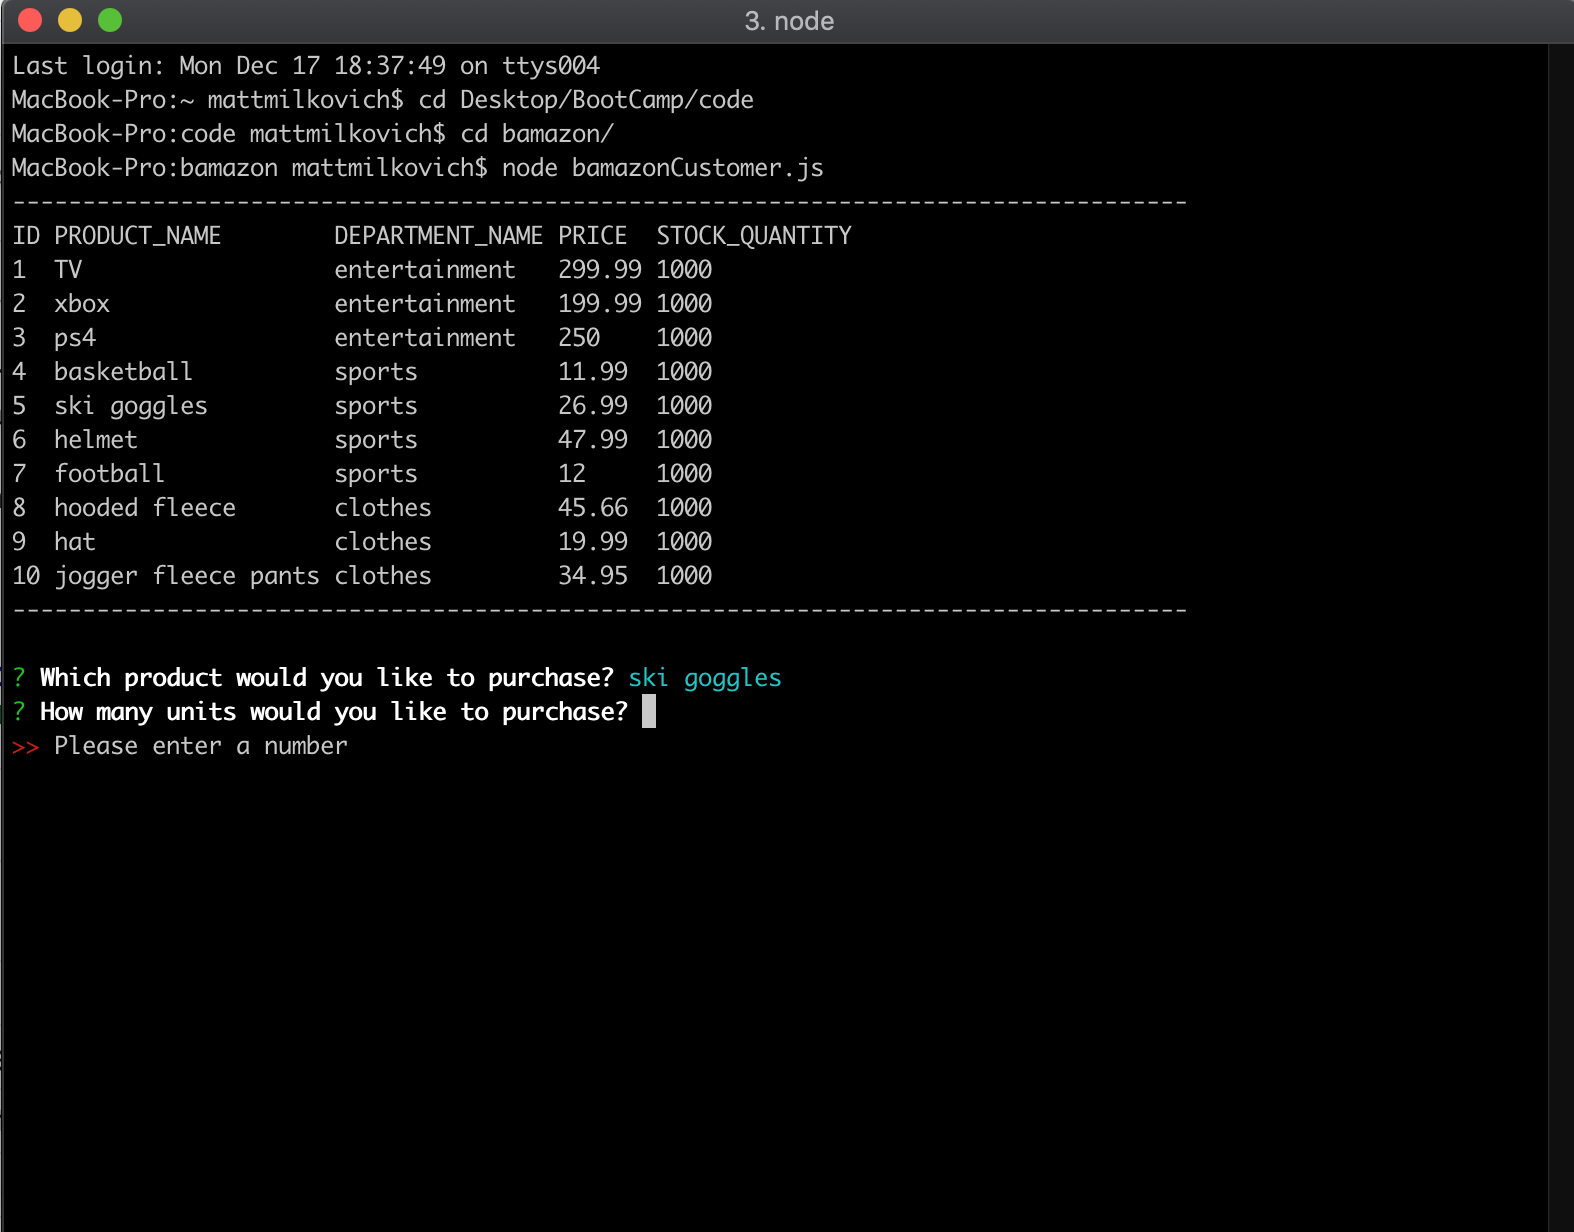 3. node
Last login: Mon Dec 17 18:37:49 on ttys004
MacBook-Pro:~ mattmilkovich$ cd Desktop/BootCamp/code
MacBook-Pro:code mattmilkovich$ cd bamazon/
MacBook-Pro:bamazon mattmilkovich$ node bamazonCustomer.js
------------------------------------------------------------------------------------
ID PRODUCT_NAME        DEPARTMENT_NAME PRICE  STOCK_QUANTITY
1  TV                  entertainment   299.99 1000
2  xbox                entertainment   199.99 1000
3  ps4                 entertainment   250    1000
4  basketball          sports          11.99  1000
5  ski goggles         sports          26.99  1000
6  helmet              sports          47.99  1000
7  football            sports          12     1000
8  hooded fleece       clothes         45.66  1000
9  hat                 clothes         19.99  1000
10 jogger fleece pants clothes         34.95  1000
------------------------------------------------------------------------------------
? Which product would you like to purchase? ski goggles
? How many units would you like to purchase?
>> Please enter a number